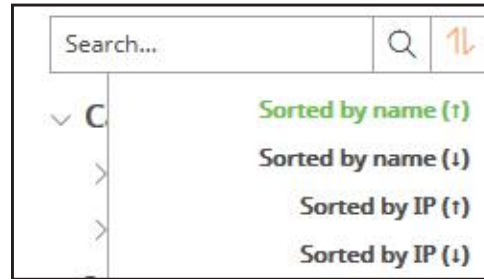 Search...
C
Sorted by name (↑)
Sorted by name (↓)
Sorted by IP (↑)
Sorted by IP (↓)